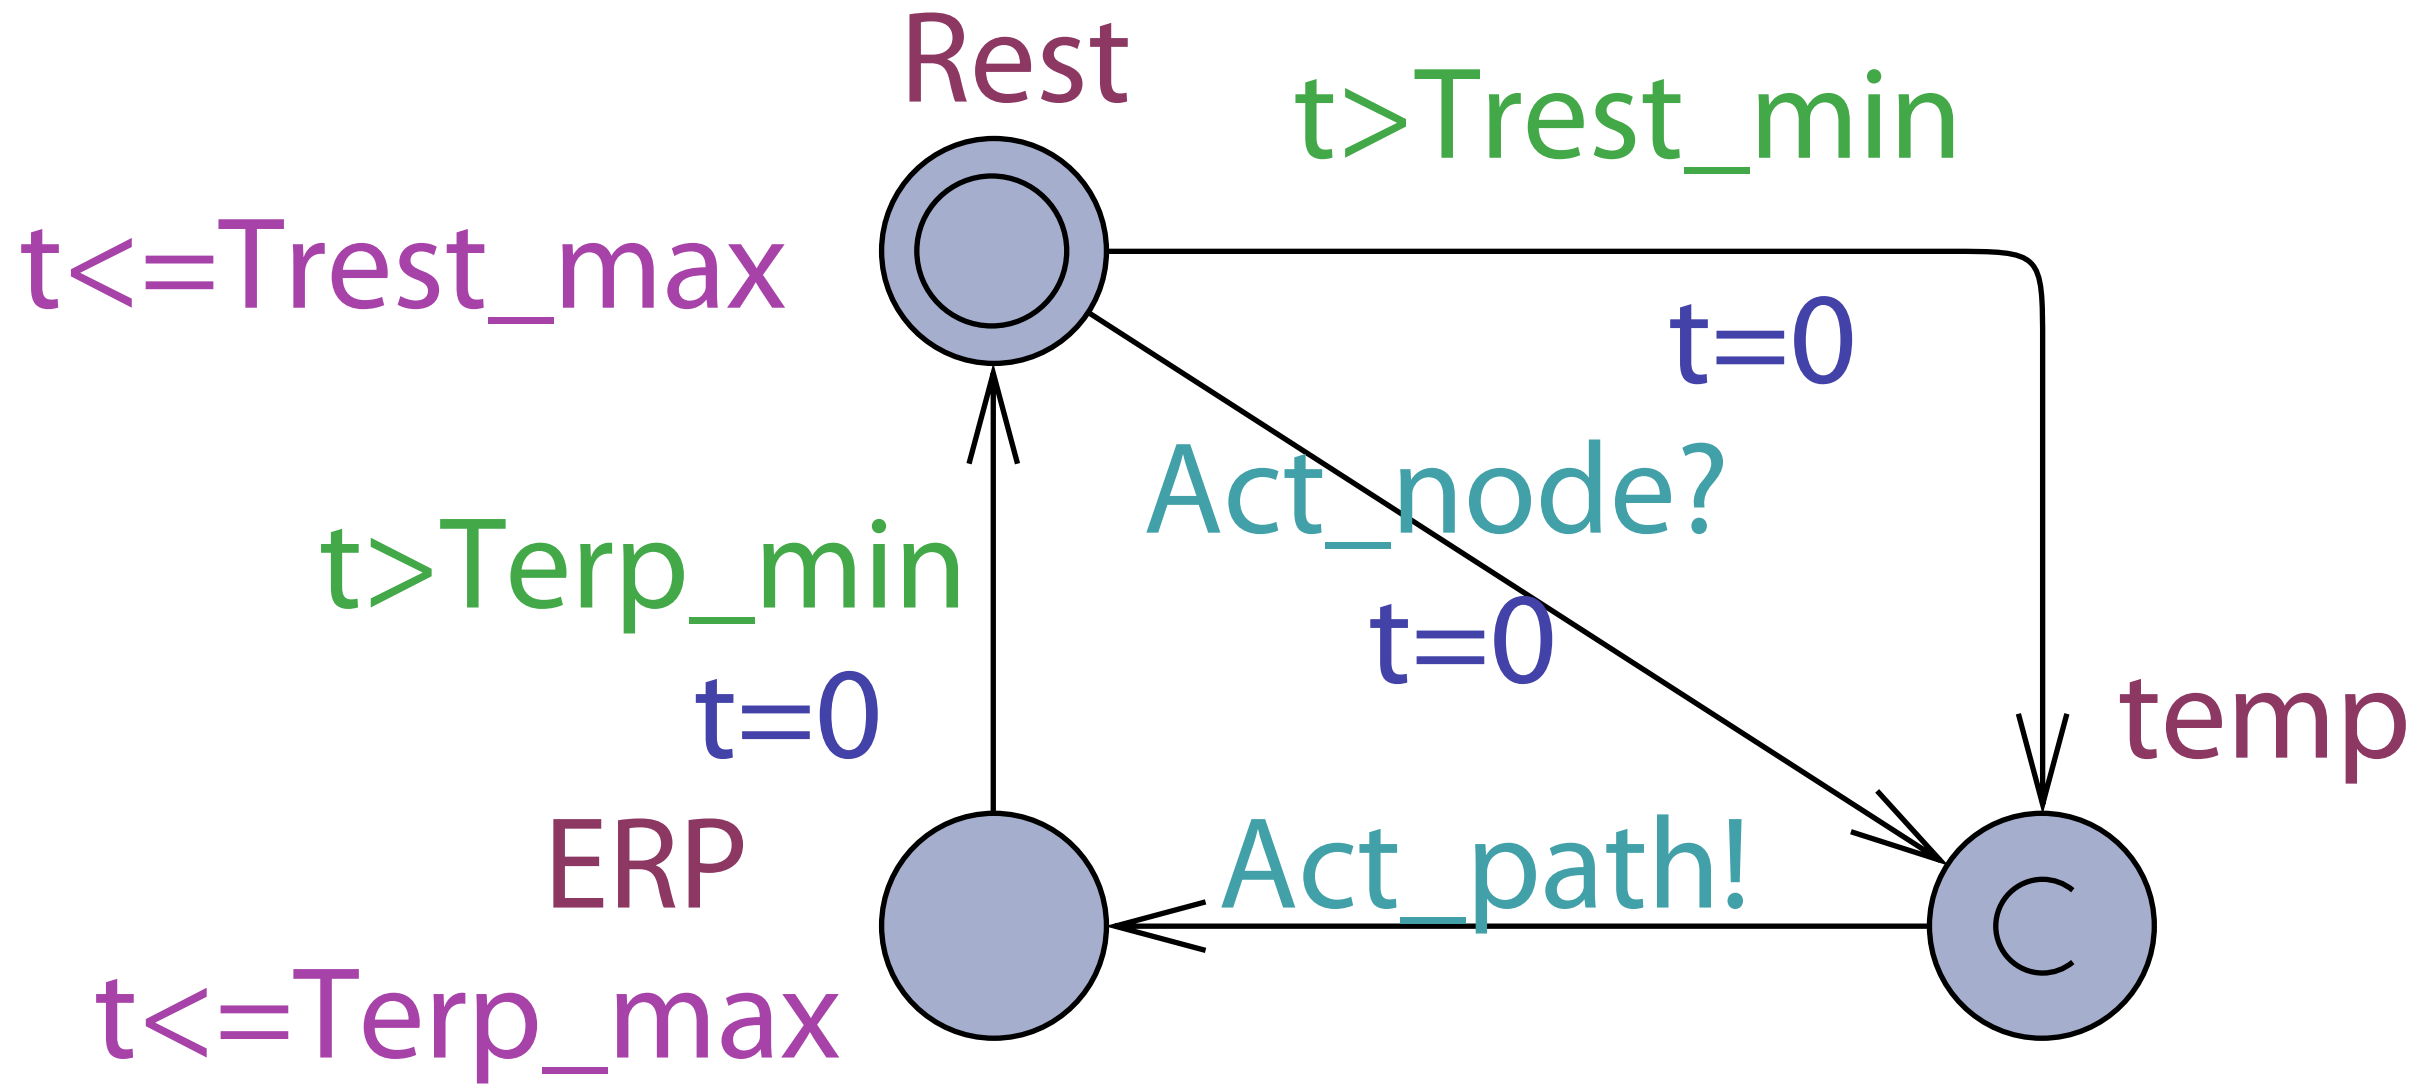 Rest
t>Trest_min
t<=Trest_max
t=0
Act_node?
t>Terp_min
t=0
t=0
temp
ERP
Act_path!
C
t<=Terp_max